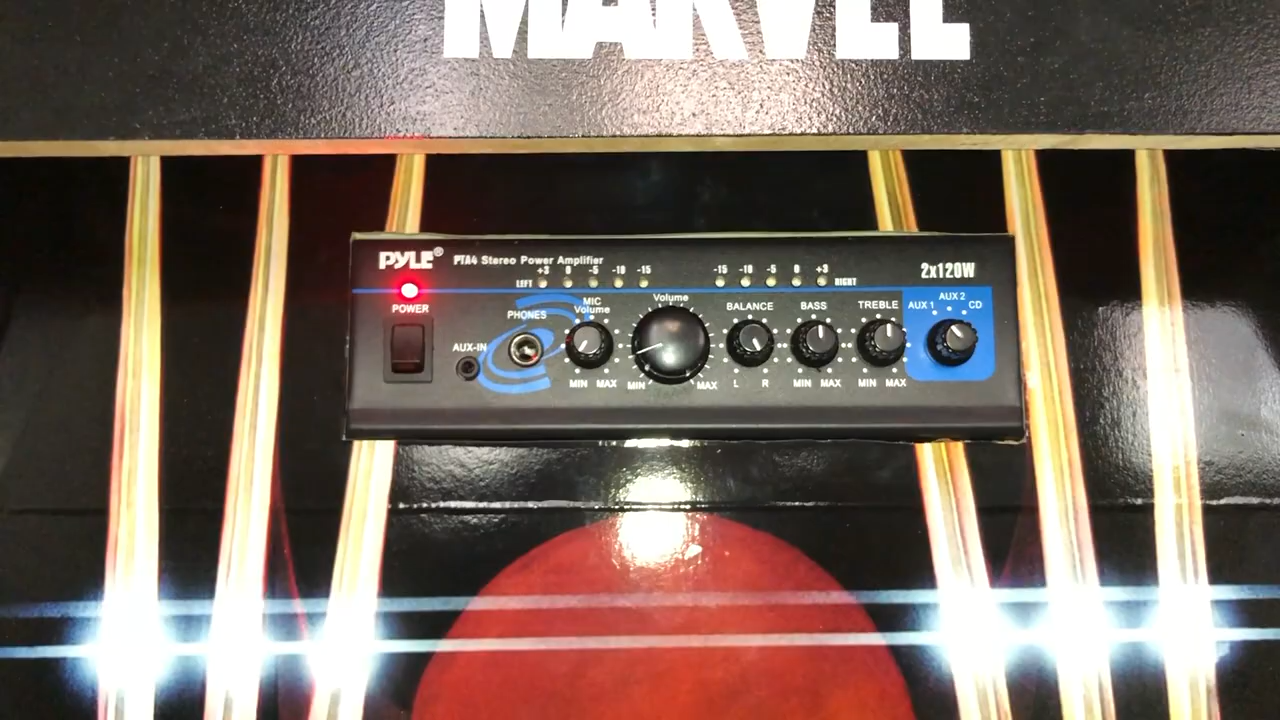 MARVEL
PYLE® PTA4 Stereo Power Amplifier
2x120W
LEFT +3 0 -5 -10 -15
-15 -10 -5 0 +3 RIGHT
POWER
AUX-IN
PHONES
MIC
Volume
MIN MAX
Volume
MIN MAX
BALANCE
L R
BASS
MIN MAX
TREBLE
MIN MAX
AUX 1 AUX 2 CD